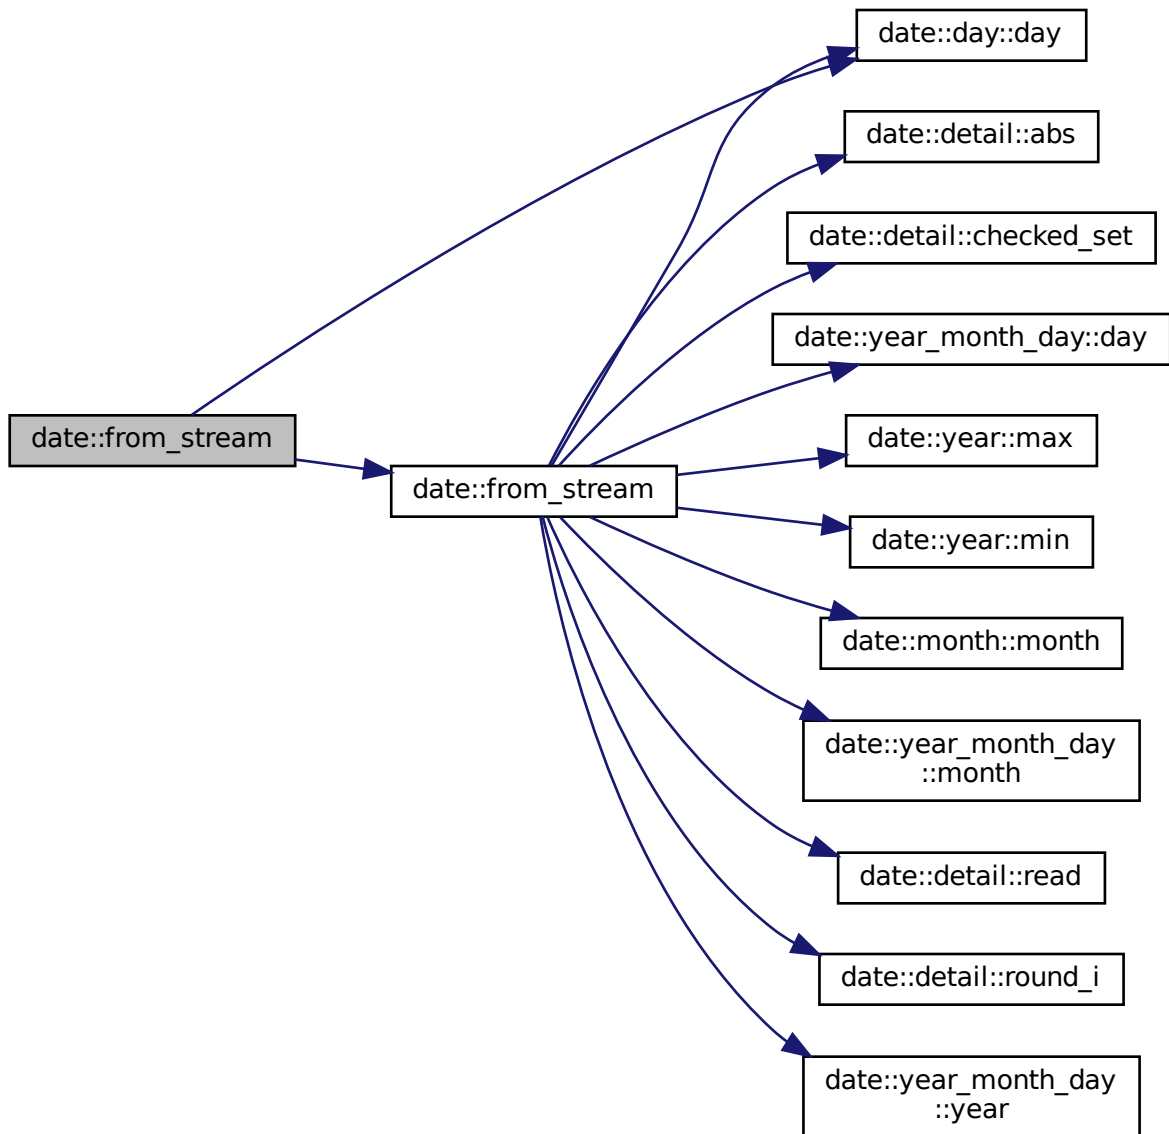 date::day::day
date::detail::abs
date::detail::checked_set
date::year_month_day::day
date::from_stream
date::year::max
date::from_stream
date::year::min
date::month::month
date::year_month_day
::month
date::detail::read
date::detail::round_i
date::year_month_day
::year